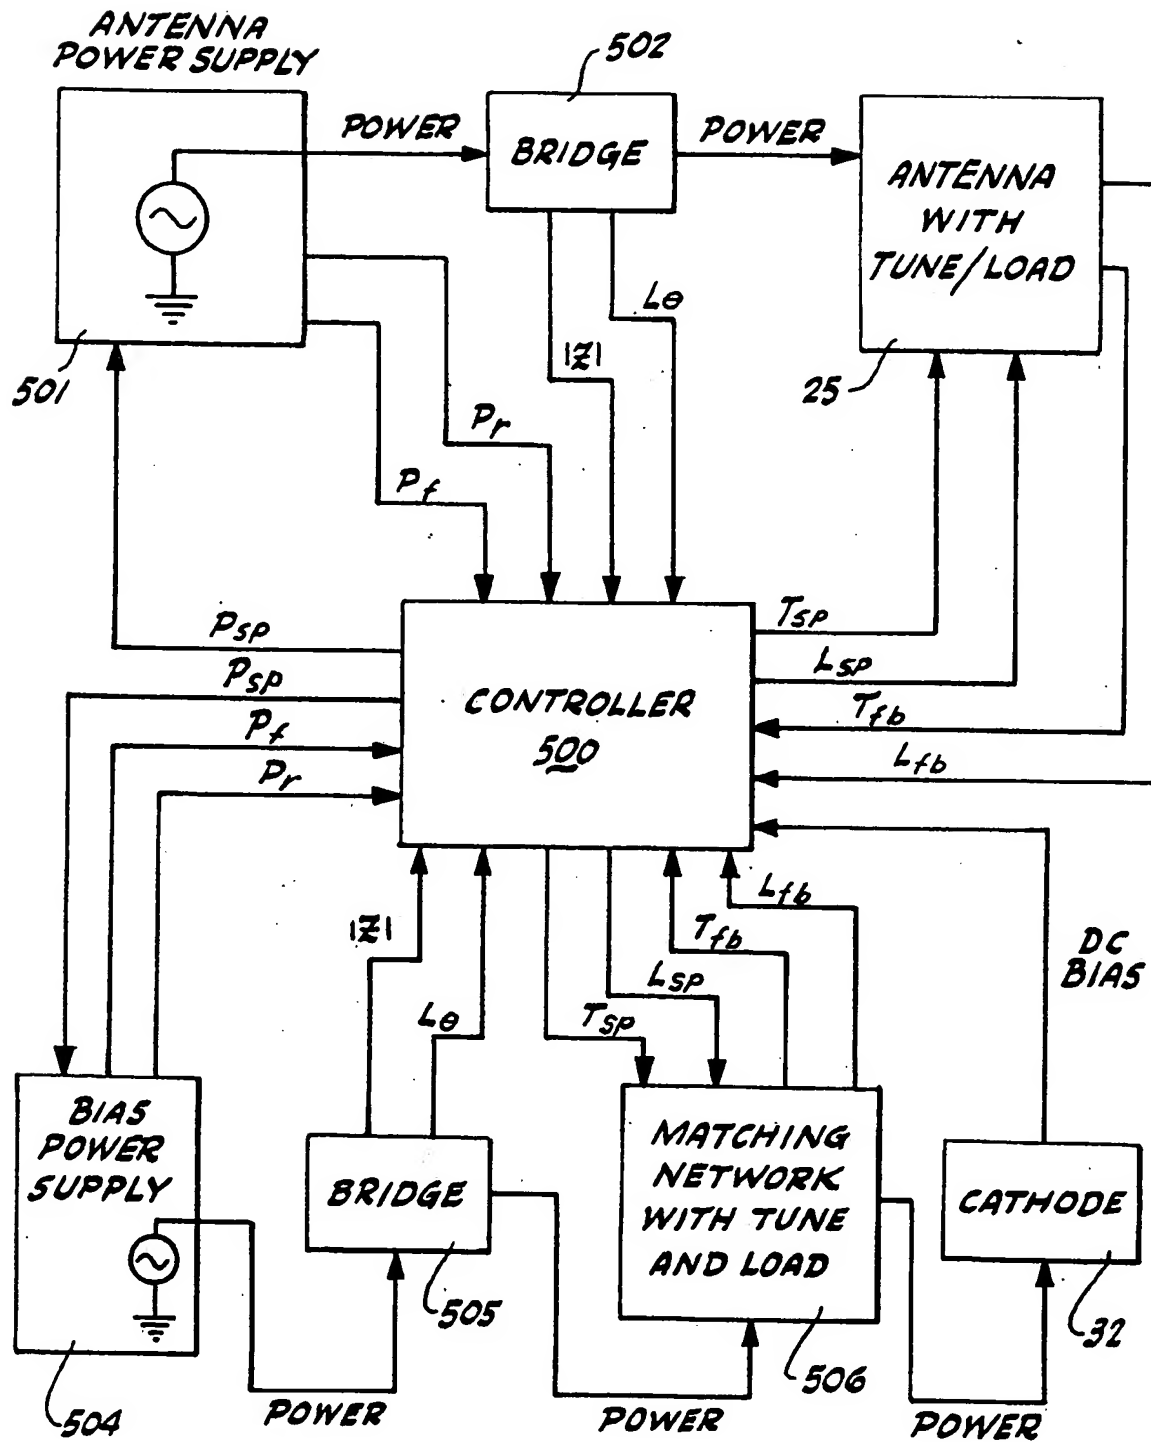 ANTENNA
POWER SUPPLY
502
POWER
BRIDGE
POWER
ANTENNA
WITH
TUNE/LOAD
501
25
Lθ
|Z|
Pr
Pf
Psp
Psp
Pf
Pr
CONTROLLER
500
Tsp
Lsp
Tfb
Lfb
|Z|
Lθ
Tsp
Lsp
Tfb
Lfb
DC
BIAS
BIAS
POWER
SUPPLY
BRIDGE
MATCHING
NETWORK
WITH TUNE
AND LOAD
CATHODE
504
505
506
32
POWER
POWER
POWER